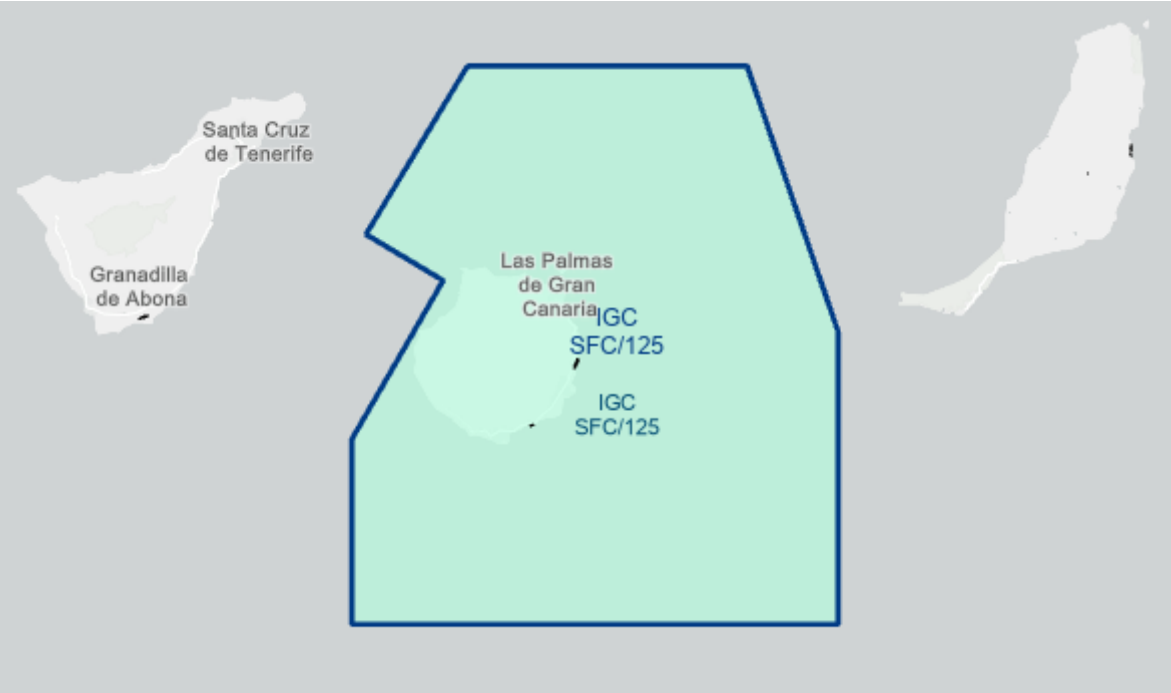 Santa Cruz
de Tenerife
Granadilla
de Abona
Las Palmas
de Gran
Canaria
IGC
SFC/125
IGC
SFC/125